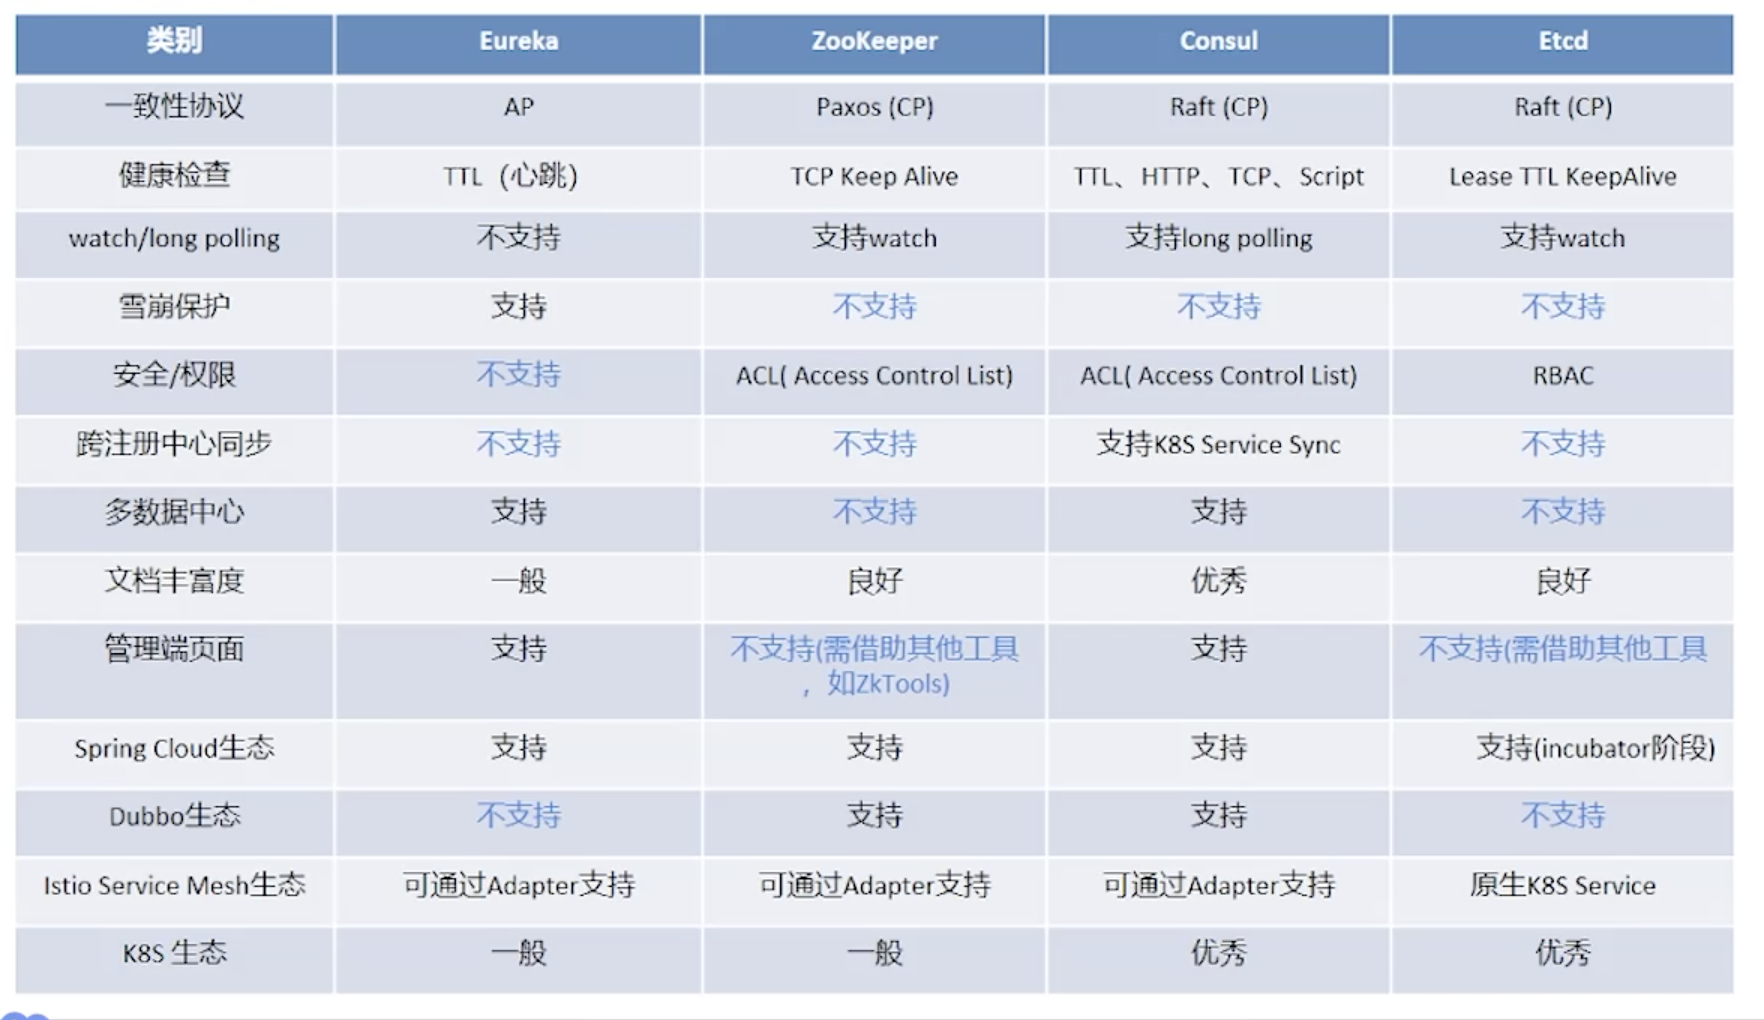 类别 Eureka ZooKeeper Consul Etcd
一致性协议 AP Paxos (CP) Raft (CP) Raft (CP)
健康检查 TTL（心跳） TCP Keep Alive TTL、HTTP、TCP、Script Lease TTL KeepAlive
watch/long polling 不支持 支持watch 支持long polling 支持watch
雪崩保护 支持 不支持 不支持 不支持
安全/权限 不支持 ACL( Access Control List) ACL( Access Control List) RBAC
跨注册中心同步 不支持 不支持 支持K8S Service Sync 不支持
多数据中心 支持 不支持 支持 不支持
文档丰富度 一般 良好 优秀 良好
管理端页面 支持 不支持(需借助其他工具 支持 不支持(需借助其他工具
，如ZkTools)
Spring Cloud生态 支持 支持 支持 支持(incubator阶段)
Dubbo生态 不支持 支持 支持 不支持
Istio Service Mesh生态 可通过Adapter支持 可通过Adapter支持 可通过Adapter支持 原生K8S Service
K8S 生态 一般 一般 优秀 优秀